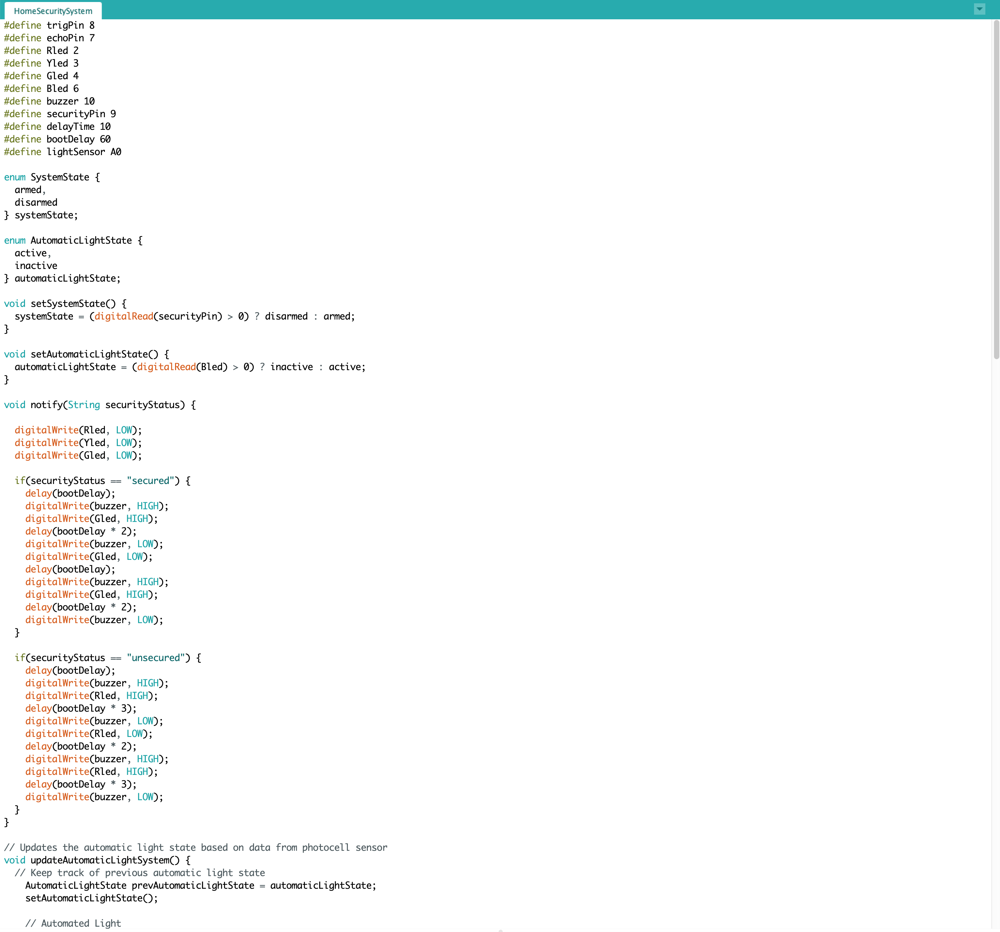 HomeSecuritySystem
#define trigPin 8
#define echoPin 7
#define Rled 2
#define Yled 3
#define Gled 4
#define Bled 6
#define buzzer 10
#define securityPin 9
#define delayTime 10
#define bootDelay 60
#define lightSensor A0

enum SystemState {
  armed,
  disarmed
} systemState;

enum AutomaticLightState {
  active,
  inactive
} automaticLightState;

void setSystemState() {
  systemState = (digitalRead(securityPin) > 0) ? disarmed : armed;
}

void setAutomaticLightState() {
  automaticLightState = (digitalRead(Bled) > 0) ? inactive : active;
}

void notify(String securityStatus) {

  digitalWrite(Rled, LOW);
  digitalWrite(Yled, LOW);
  digitalWrite(Gled, LOW);

  if(securityStatus == "secured") {
    delay(bootDelay);
    digitalWrite(buzzer, HIGH);
    digitalWrite(Gled, HIGH);
    delay(bootDelay * 2);
    digitalWrite(buzzer, LOW);
    digitalWrite(Gled, LOW);
    delay(bootDelay);
    digitalWrite(buzzer, HIGH);
    digitalWrite(Gled, HIGH);
    delay(bootDelay * 2);
    digitalWrite(buzzer, LOW);
  }

  if(securityStatus == "unsecured") {
    delay(bootDelay);
    digitalWrite(buzzer, HIGH);
    digitalWrite(Rled, HIGH);
    delay(bootDelay * 3);
    digitalWrite(buzzer, LOW);
    digitalWrite(Rled, LOW);
    delay(bootDelay * 2);
    digitalWrite(buzzer, HIGH);
    digitalWrite(Rled, HIGH);
    delay(bootDelay * 3);
    digitalWrite(buzzer, LOW);
  }
}

// Updates the automatic light state based on data from photocell sensor
void updateAutomaticLightSystem() {
  // Keep track of previous automatic light state
    AutomaticLightState prevAutomaticLightState = automaticLightState;
    setAutomaticLightState();

    // Automated Light